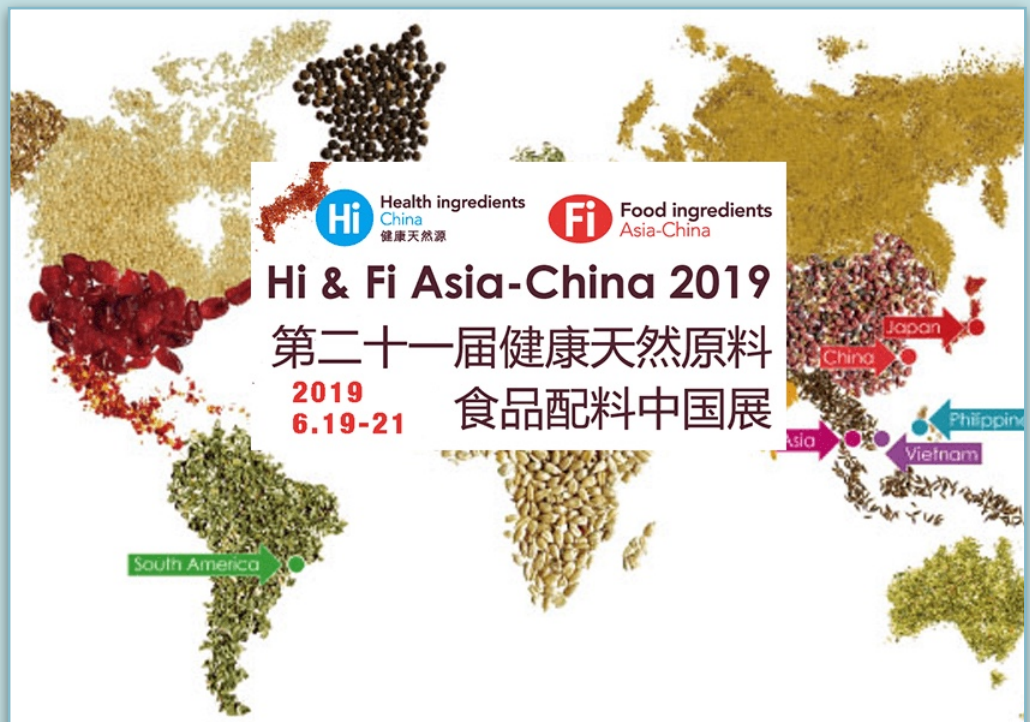 Health ingredients
China
健康天然源
Food ingredients
Asia-China
Hi
Fi
Hi & Fi Asia-China 2019
第二十一届健康天然原料
食品配料中国展
2019
6.19-21
Japan
China
Philippine
Asia
Vietnam
South America